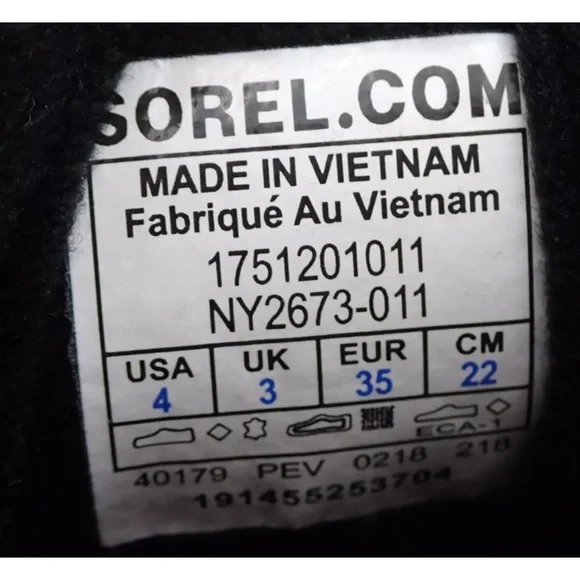 SOREL.COM
MADE IN VIETNAM
Fabriqué Au Vietnam
1751201011
NY2673-011
USA UK EUR CM
4 3 35 22
ECA-1
40179 PEV 0218 218
191455253704